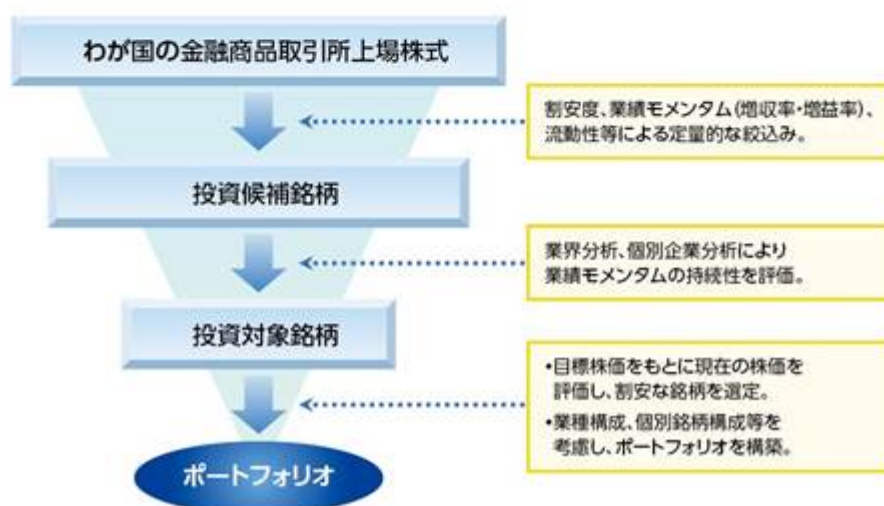 わが国の金融商品取引所上場株式
割安度、業績モメンタム(増収率・増益率)、
流動性等による定量的な絞込み。
投資候補銘柄
業界分析、個別企業分析により
業績モメンタムの持続性を評価。
投資対象銘柄
•目標株価をもとに現在の株価を
評価し、割安な銘柄を選定。
•業種構成、個別銘柄構成等を
考慮し、ポートフォリオを構築。
ポートフォリオ